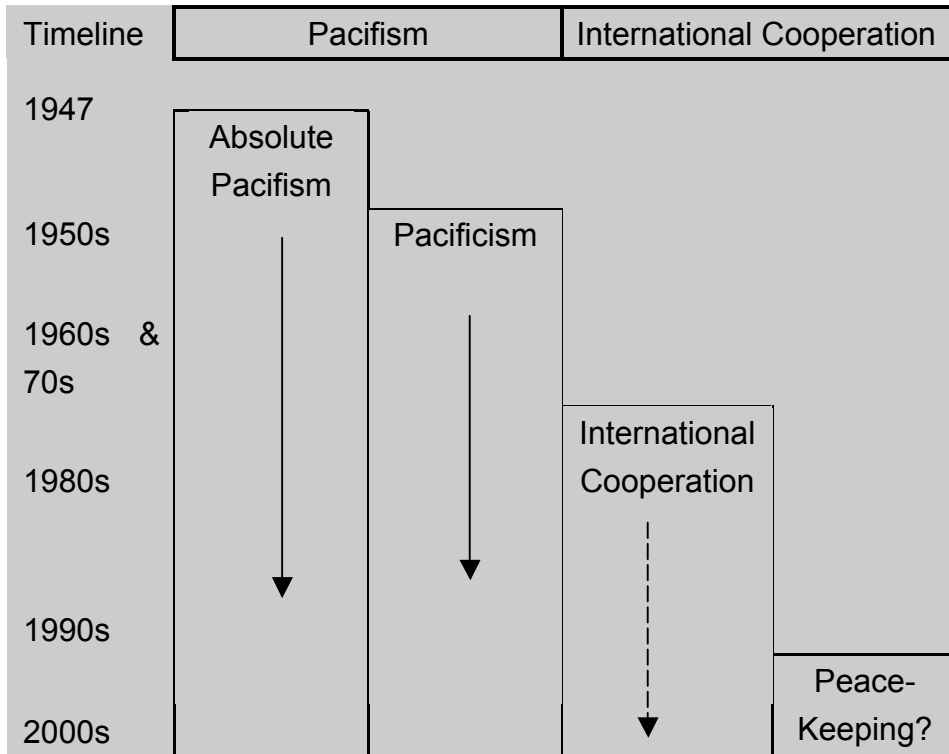 Timeline Pacifism International Cooperation
1947
Absolute
Pacifism
1950s
Pacificism
1960s &
70s
International
Cooperation
1980s
1990s
Peace-
Keeping?
2000s